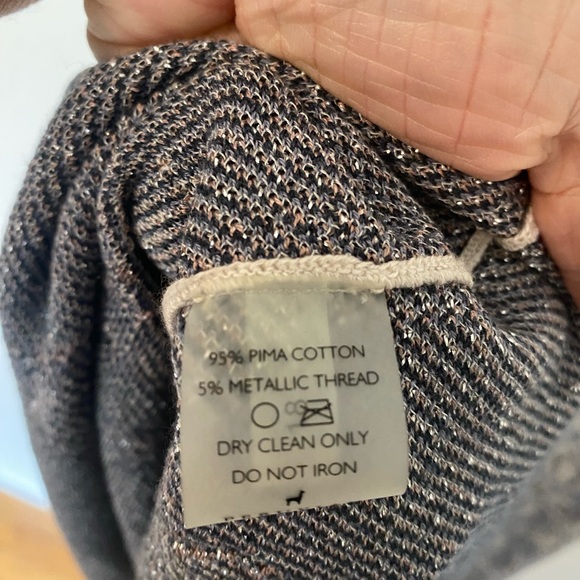 95% PIMA COTTON
5% METALLIC THREAD
DRY CLEAN ONLY
DO NOT IRON